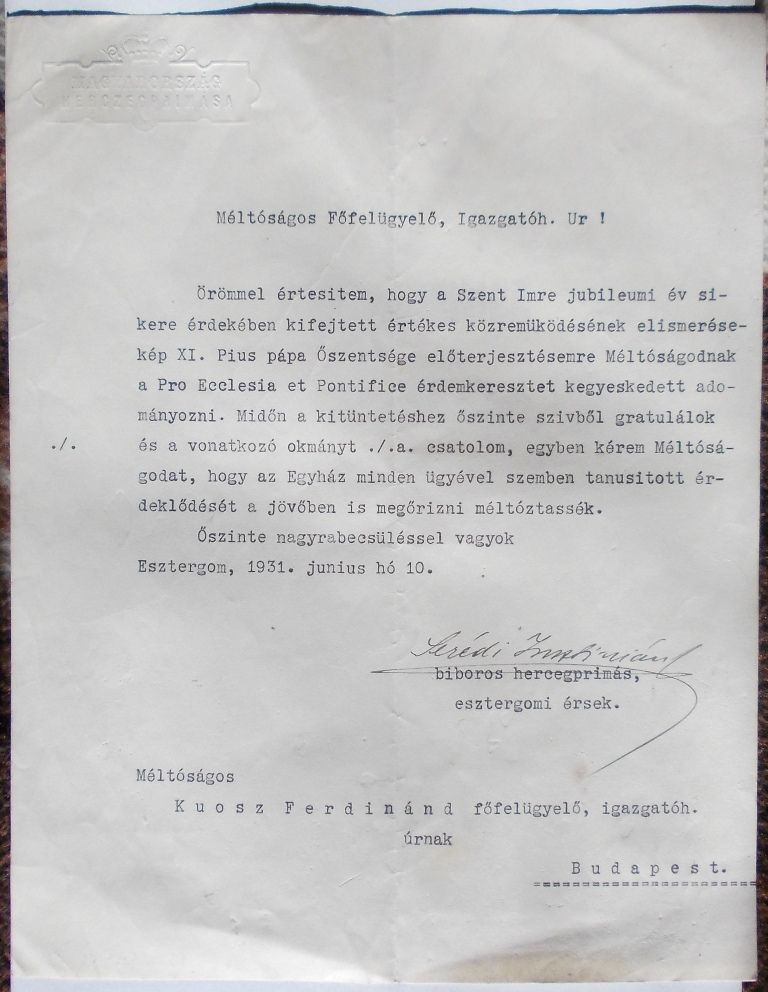 MAGYARORSZÁG
HERCZEGPRIMÁSA
Méltóságos Főfelügyelő, Igazgatóh. Ur !
Örömmel értesitem, hogy a Szent Imre jubileumi év si-
kere érdekében kifejtett értékes közremüködésének elismerése-
kép XI. Pius pápa Őszentsége előterjesztésemre Méltóságodnak
a Pro Ecclesia et Pontifice érdemkeresztet kegyeskedett ado-
mányozni. Midőn a kitüntetéshez őszinte szivből gratulálok
./. és a vonatkozó okmányt ./.a. csatolom, egyben kérem Méltósá-
godat, hogy az Egyház minden ügyével szemben tanusitott ér-
deklődését a jövőben is megőrizni méltóztassék.
Őszinte nagyrabecsüléssel vagyok
Esztergom, 1931. junius hó 10.
Serédi Jusztinián
biboros hercegprimás,
esztergomi érsek.
Méltóságos
Kuosz Ferdinánd főfelügyelő, igazgatóh.
úrnak
Budapest.